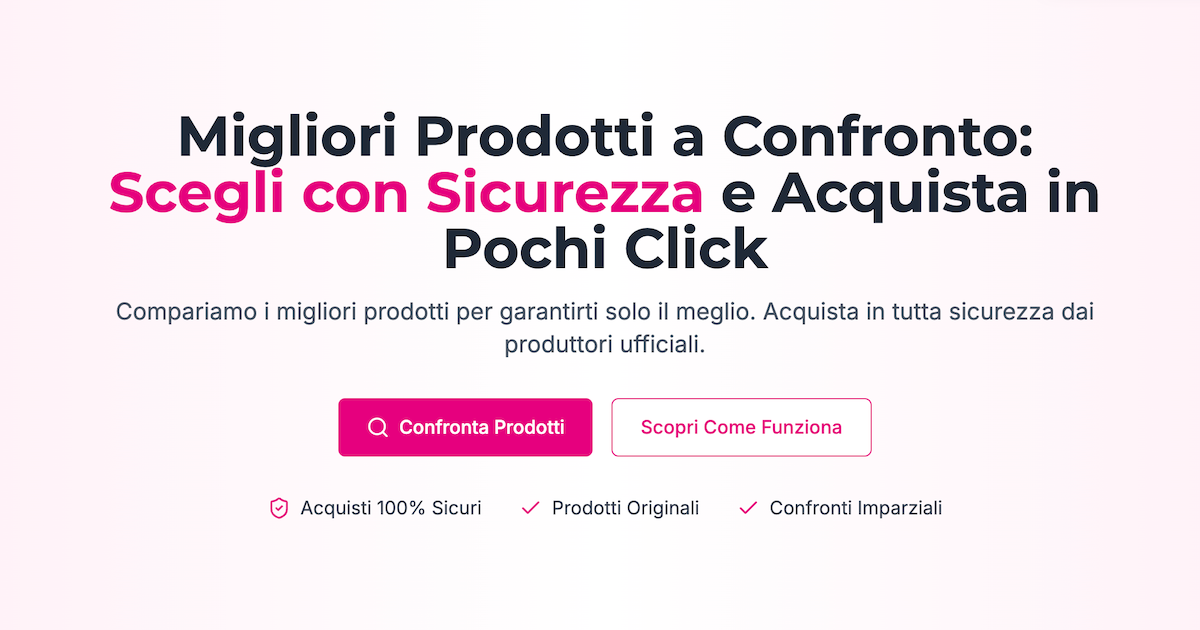 Migliori Prodotti a Confronto:
Scegli con Sicurezza e Acquista in
Pochi Click
Compariamo i migliori prodotti per garantirti solo il meglio. Acquista in tutta sicurezza dai
produttori ufficiali.
Confronta Prodotti
Scopri Come Funziona
Acquisti 100% Sicuri
Prodotti Originali
Confronti Imparziali